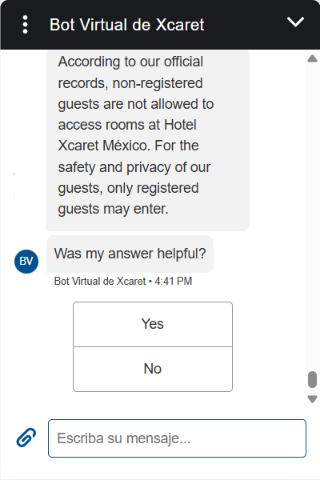 Bot Virtual de Xcaret
According to our official
records, non-registered
guests are not allowed to
access rooms at Hotel
Xcaret México. For the
safety and privacy of our
guests, only registered
guests may enter.
Was my answer helpful?
BV
Bot Virtual de Xcaret • 4:41 PM
Yes
No
Escriba su mensaje...